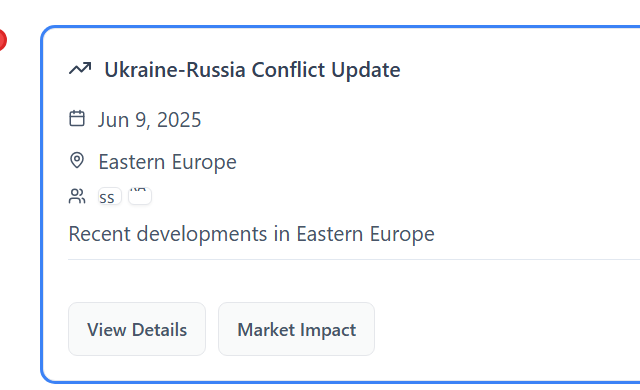 Ukraine-Russia Conflict Update
Jun 9, 2025
Eastern Europe
ss
Recent developments in Eastern Europe
View Details
Market Impact